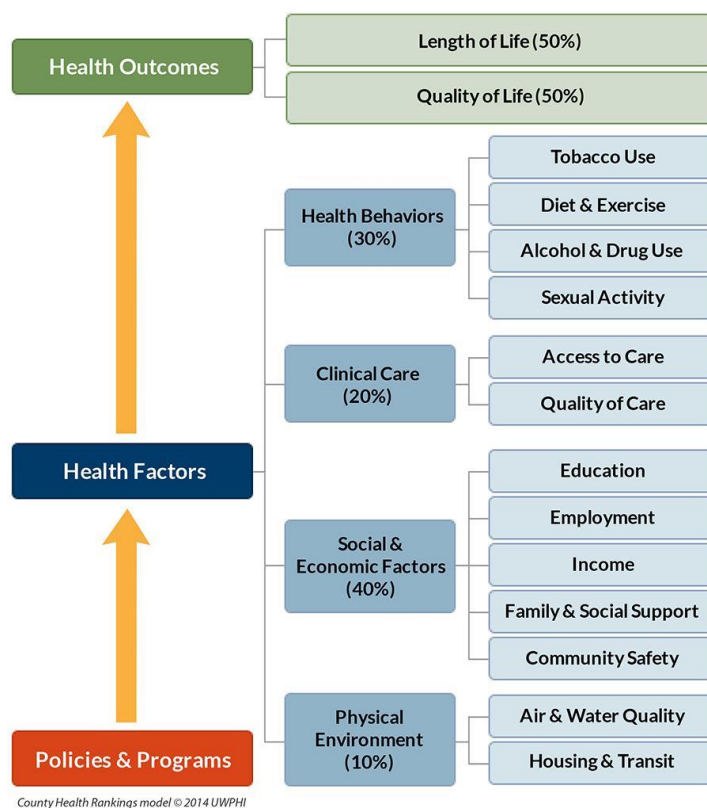 Health Outcomes
Length of Life (50%)
Quality of Life (50%)
Health Factors
Health Behaviors
(30%)
Tobacco Use
Diet & Exercise
Alcohol & Drug Use
Sexual Activity
Clinical Care
(20%)
Access to Care
Quality of Care
Social &
Economic Factors
(40%)
Education
Employment
Income
Family & Social Support
Community Safety
Physical
Environment
(10%)
Air & Water Quality
Housing & Transit
Policies & Programs
County Health Rankings model © 2014 UWPHI